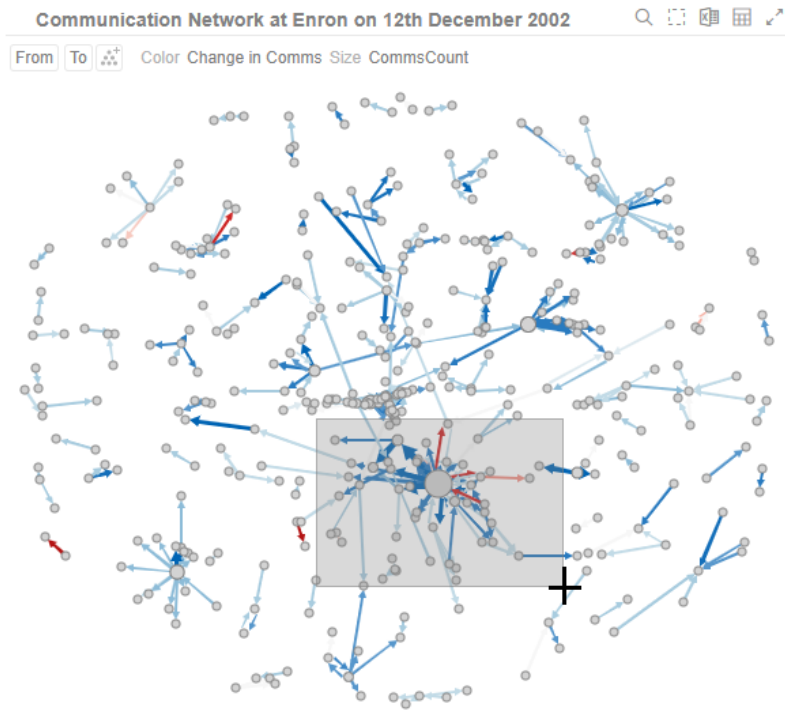 Communication Network at Enron on 12th December 2002
From To Color Change in Comms Size CommsCount